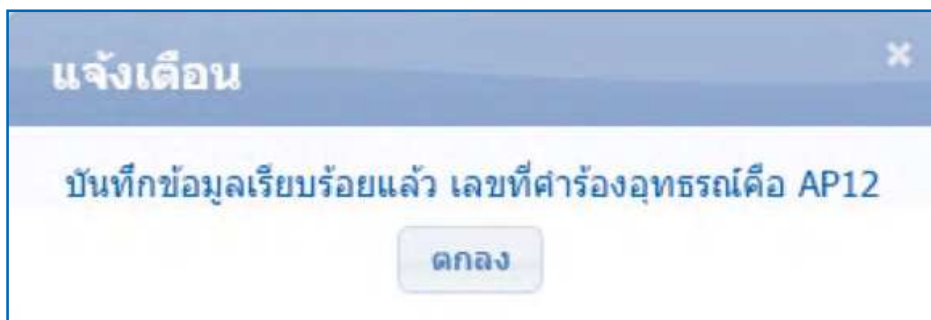 แจ้งเตือน
บันทึกข้อมูลเรียบร้อยแล้ว เลขที่คำร้องอุทธรณ์คือ AP12
ตกลง